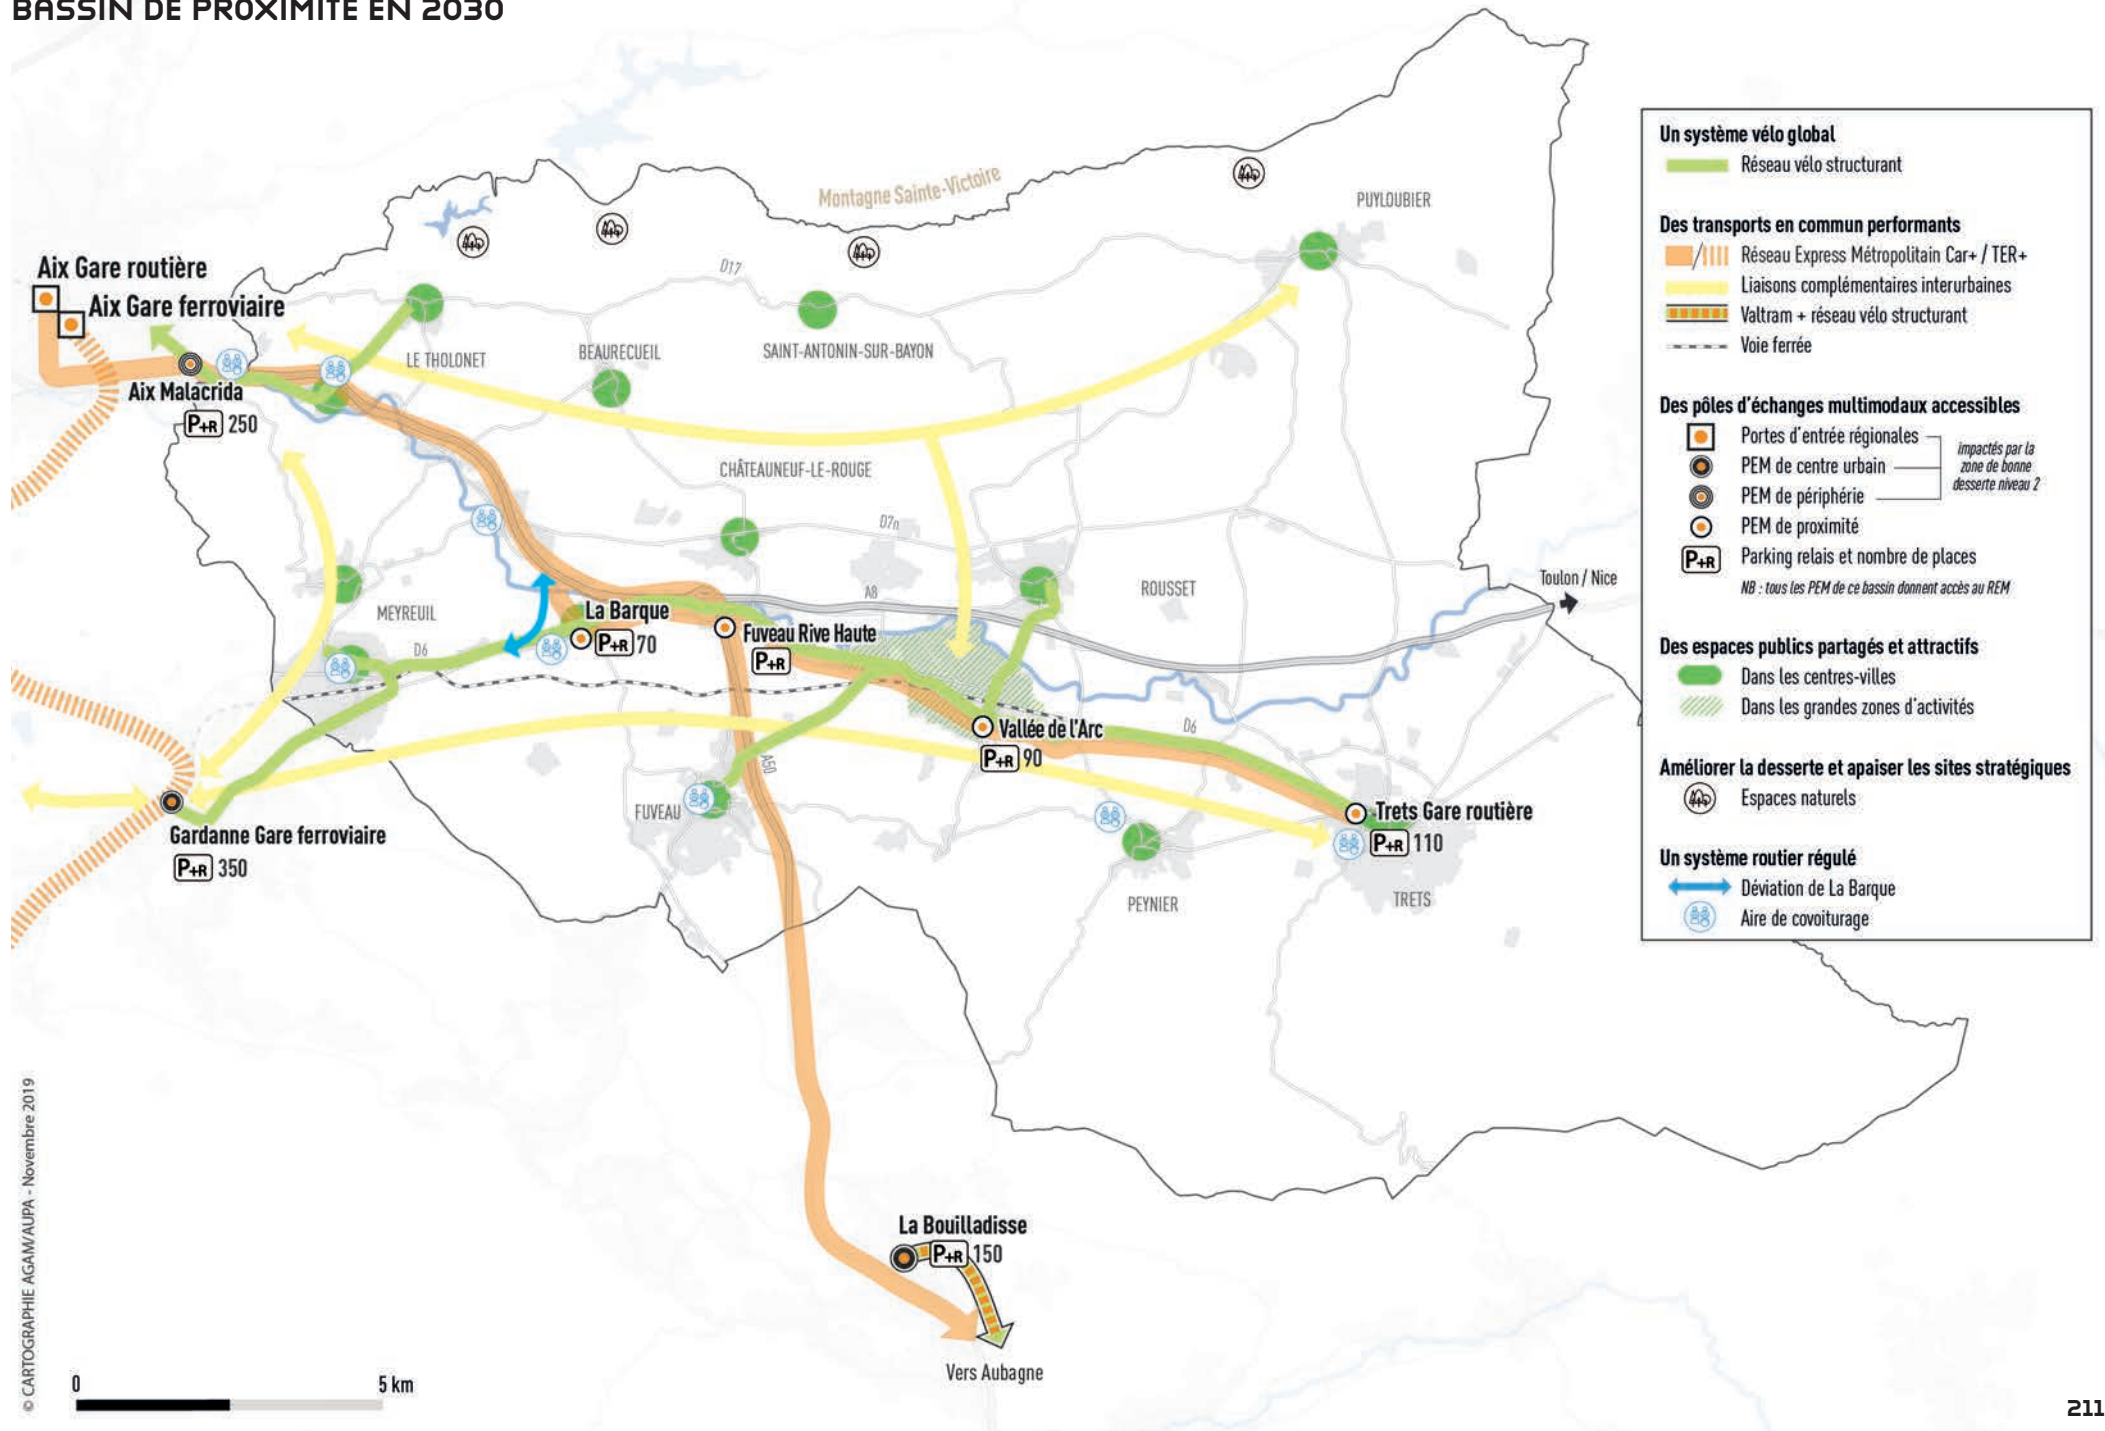 BASSIN DE PROXIMITÉ EN 2030
Montagne Sainte-Victoire
PUYLOUBIER
Aix Gare routière
Aix Gare ferroviaire
D17
LE THOLONET
BEAURECUEIL
SAINT-ANTONIN-SUR-BAYON
Aix Malacrida
P+R 250
CHÂTEAUNEUF-LE-ROUGE
D7n
MEYREUIL
A8
ROUSSET
Toulon / Nice
La Barque
P+R 70
Fuveau Rive Haute
P+R
D6
Vallée de l'Arc
P+R 90
D6
A50
FUVEAU
Gardanne Gare ferroviaire
P+R 350
Trets Gare routière
P+R 110
PEYNIER
TRETS
La Bouilladisse
P+R 150
Vers Aubagne
0 5 km
© CARTOGRAPHIE AGAM/AUPA - Novembre 2019
Un système vélo global
Réseau vélo structurant
Des transports en commun performants
Réseau Express Métropolitain Car+ / TER+
Liaisons complémentaires interurbaines
Valtram + réseau vélo structurant
Voie ferrée
Des pôles d'échanges multimodaux accessibles
Portes d'entrée régionales
PEM de centre urbain
PEM de périphérie
impactés par la
zone de bonne
desserte niveau 2
PEM de proximité
P+R Parking relais et nombre de places
NB : tous les PEM de ce bassin donnent accès au REM
Des espaces publics partagés et attractifs
Dans les centres-villes
Dans les grandes zones d'activités
Améliorer la desserte et apaiser les sites stratégiques
Espaces naturels
Un système routier régulé
Déviation de La Barque
Aire de covoiturage
211